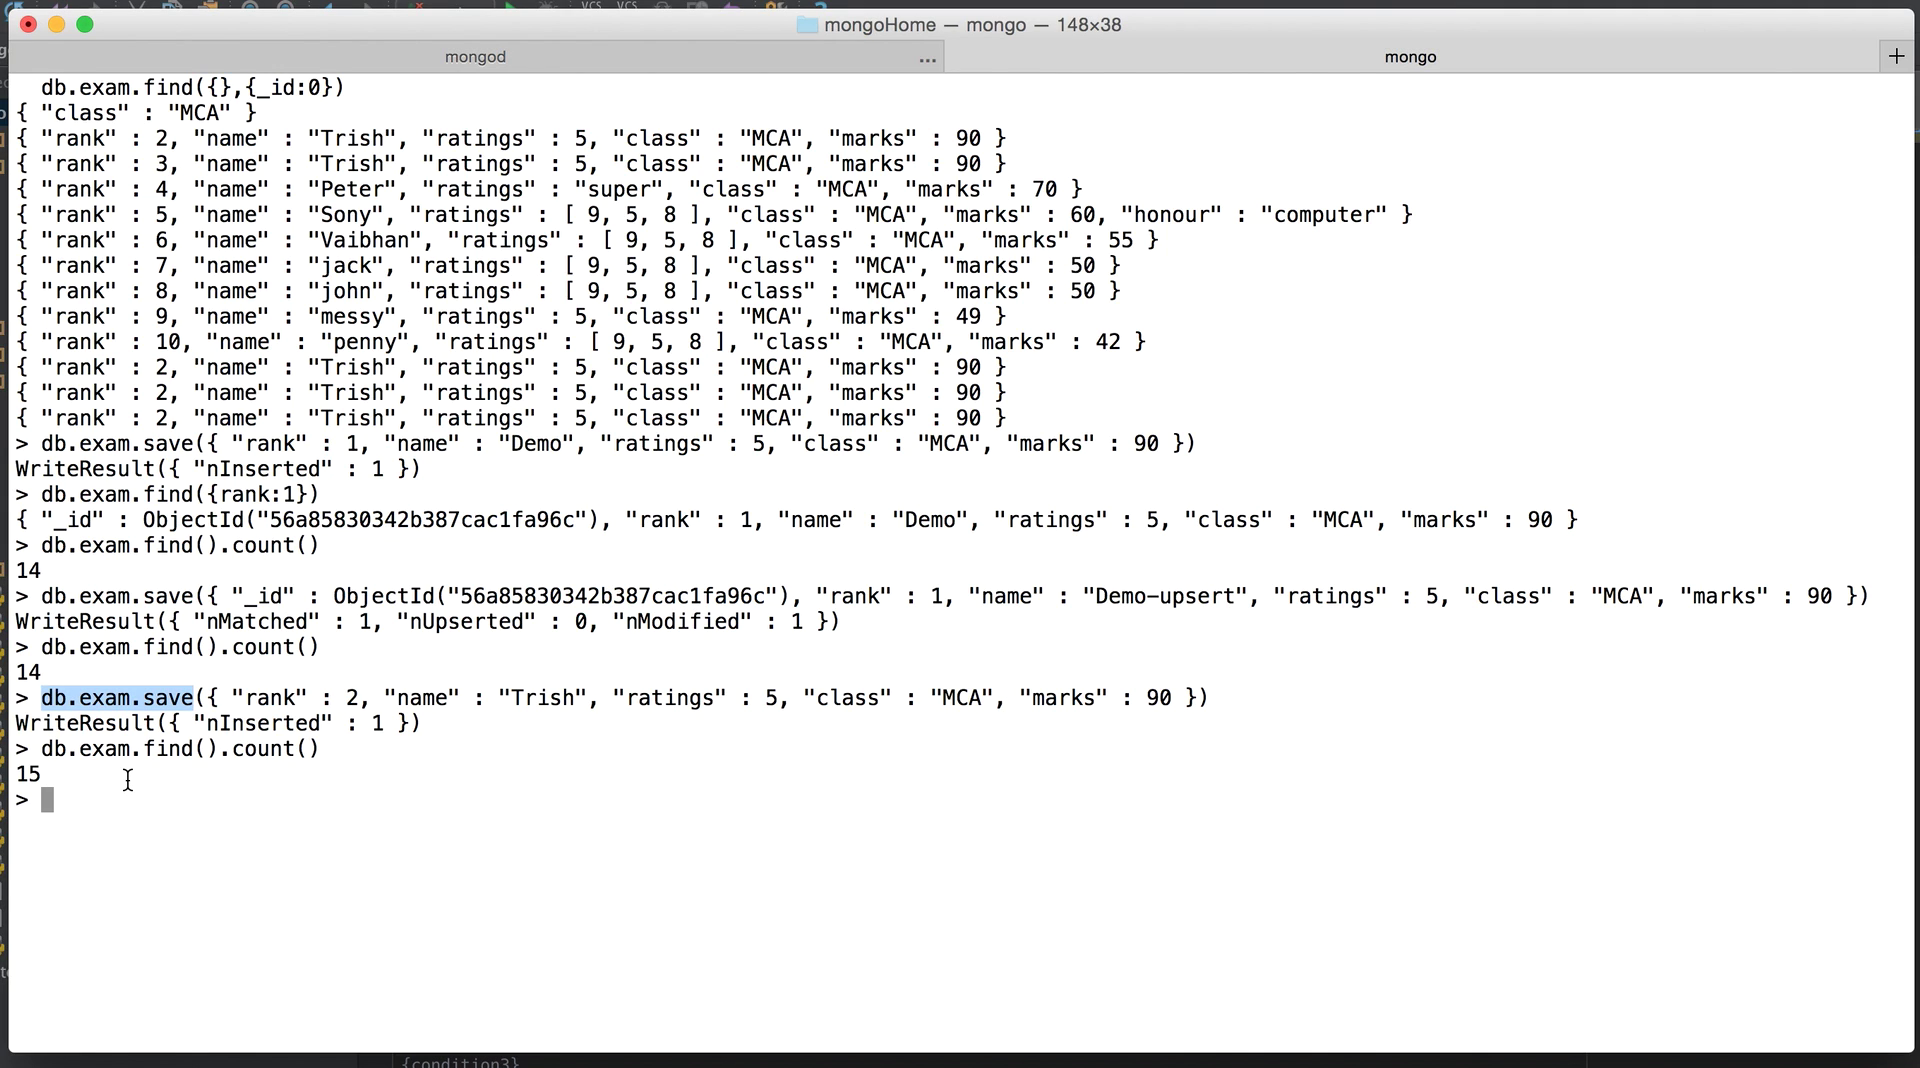 VCS VCS
mongoHome — mongo — 148×38
mongod ... mongo +
db.exam.find({},{_id:0})
{ "class" : "MCA" }
{ "rank" : 2, "name" : "Trish", "ratings" : 5, "class" : "MCA", "marks" : 90 }
{ "rank" : 3, "name" : "Trish", "ratings" : 5, "class" : "MCA", "marks" : 90 }
{ "rank" : 4, "name" : "Peter", "ratings" : "super", "class" : "MCA", "marks" : 70 }
{ "rank" : 5, "name" : "Sony", "ratings" : [ 9, 5, 8 ], "class" : "MCA", "marks" : 60, "honour" : "computer" }
{ "rank" : 6, "name" : "Vaibhan", "ratings" : [ 9, 5, 8 ], "class" : "MCA", "marks" : 55 }
{ "rank" : 7, "name" : "jack", "ratings" : [ 9, 5, 8 ], "class" : "MCA", "marks" : 50 }
{ "rank" : 8, "name" : "john", "ratings" : [ 9, 5, 8 ], "class" : "MCA", "marks" : 50 }
{ "rank" : 9, "name" : "messy", "ratings" : 5, "class" : "MCA", "marks" : 49 }
{ "rank" : 10, "name" : "penny", "ratings" : [ 9, 5, 8 ], "class" : "MCA", "marks" : 42 }
{ "rank" : 2, "name" : "Trish", "ratings" : 5, "class" : "MCA", "marks" : 90 }
{ "rank" : 2, "name" : "Trish", "ratings" : 5, "class" : "MCA", "marks" : 90 }
{ "rank" : 2, "name" : "Trish", "ratings" : 5, "class" : "MCA", "marks" : 90 }
> db.exam.save({ "rank" : 1, "name" : "Demo", "ratings" : 5, "class" : "MCA", "marks" : 90 })
WriteResult({ "nInserted" : 1 })
> db.exam.find({rank:1})
{ "_id" : ObjectId("56a85830342b387cac1fa96c"), "rank" : 1, "name" : "Demo", "ratings" : 5, "class" : "MCA", "marks" : 90 }
> db.exam.find().count()
14
> db.exam.save({ "_id" : ObjectId("56a85830342b387cac1fa96c"), "rank" : 1, "name" : "Demo-upsert", "ratings" : 5, "class" : "MCA", "marks" : 90 })
WriteResult({ "nMatched" : 1, "nUpserted" : 0, "nModified" : 1 })
> db.exam.find().count()
14
> db.exam.save({ "rank" : 2, "name" : "Trish", "ratings" : 5, "class" : "MCA", "marks" : 90 })
WriteResult({ "nInserted" : 1 })
> db.exam.find().count()
15
>
{condition3}